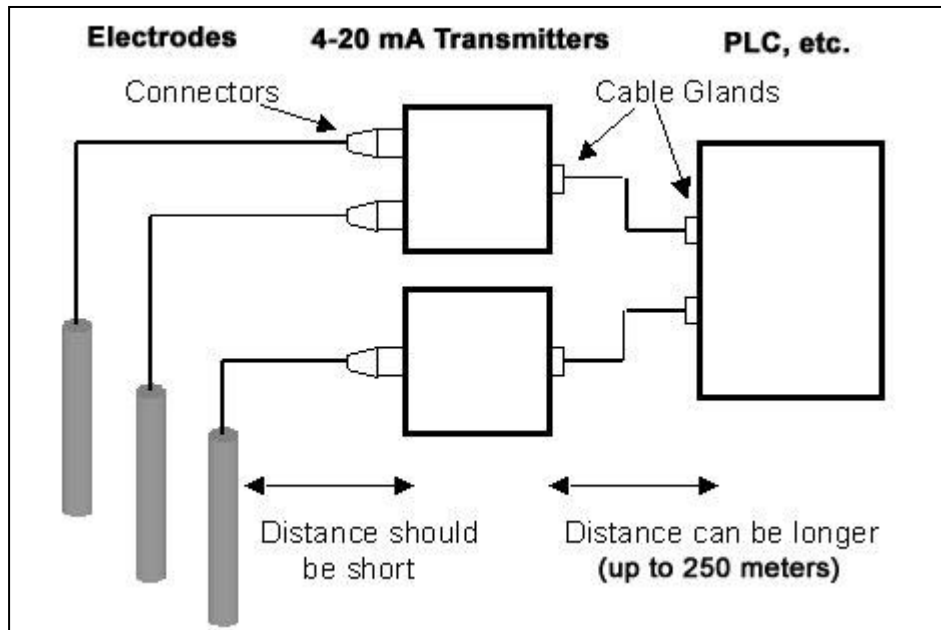 Electrodes
4-20 mA Transmitters
PLC, etc.
Connectors
Cable Glands
Distance should
be short
Distance can be longer
(up to 250 meters)